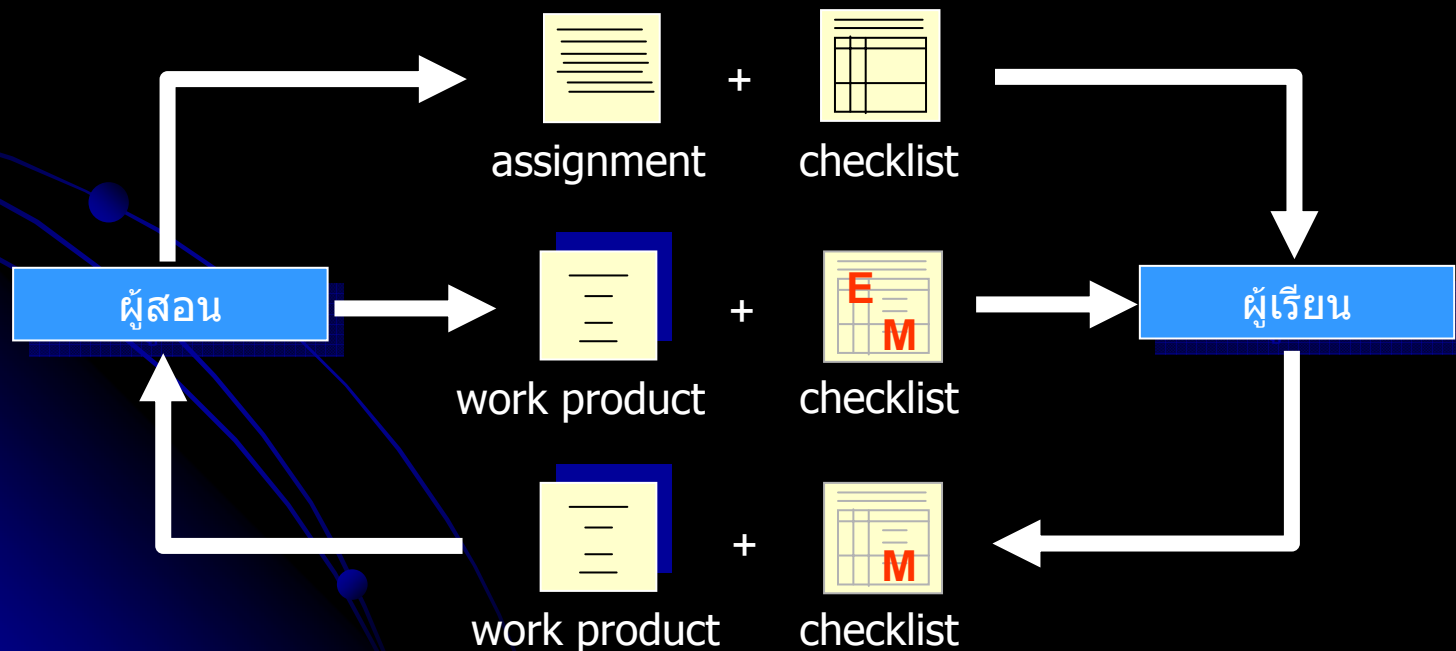 +
assignment checklist
ผู้สอน
+
E
M
ผู้เรียน
work product checklist
+
M
work product checklist